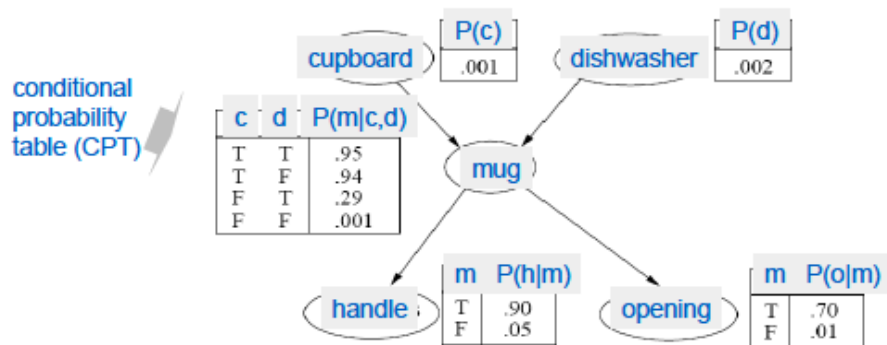 P(c)
.001
P(d)
.002
cupboard
dishwasher
conditional
probability
table (CPT)
c d P(m|c,d)
T T .95
T F .94
F T .29
F F .001
mug
handle
m P(h|m)
T .90
F .05
opening
m P(o|m)
T .70
F .01